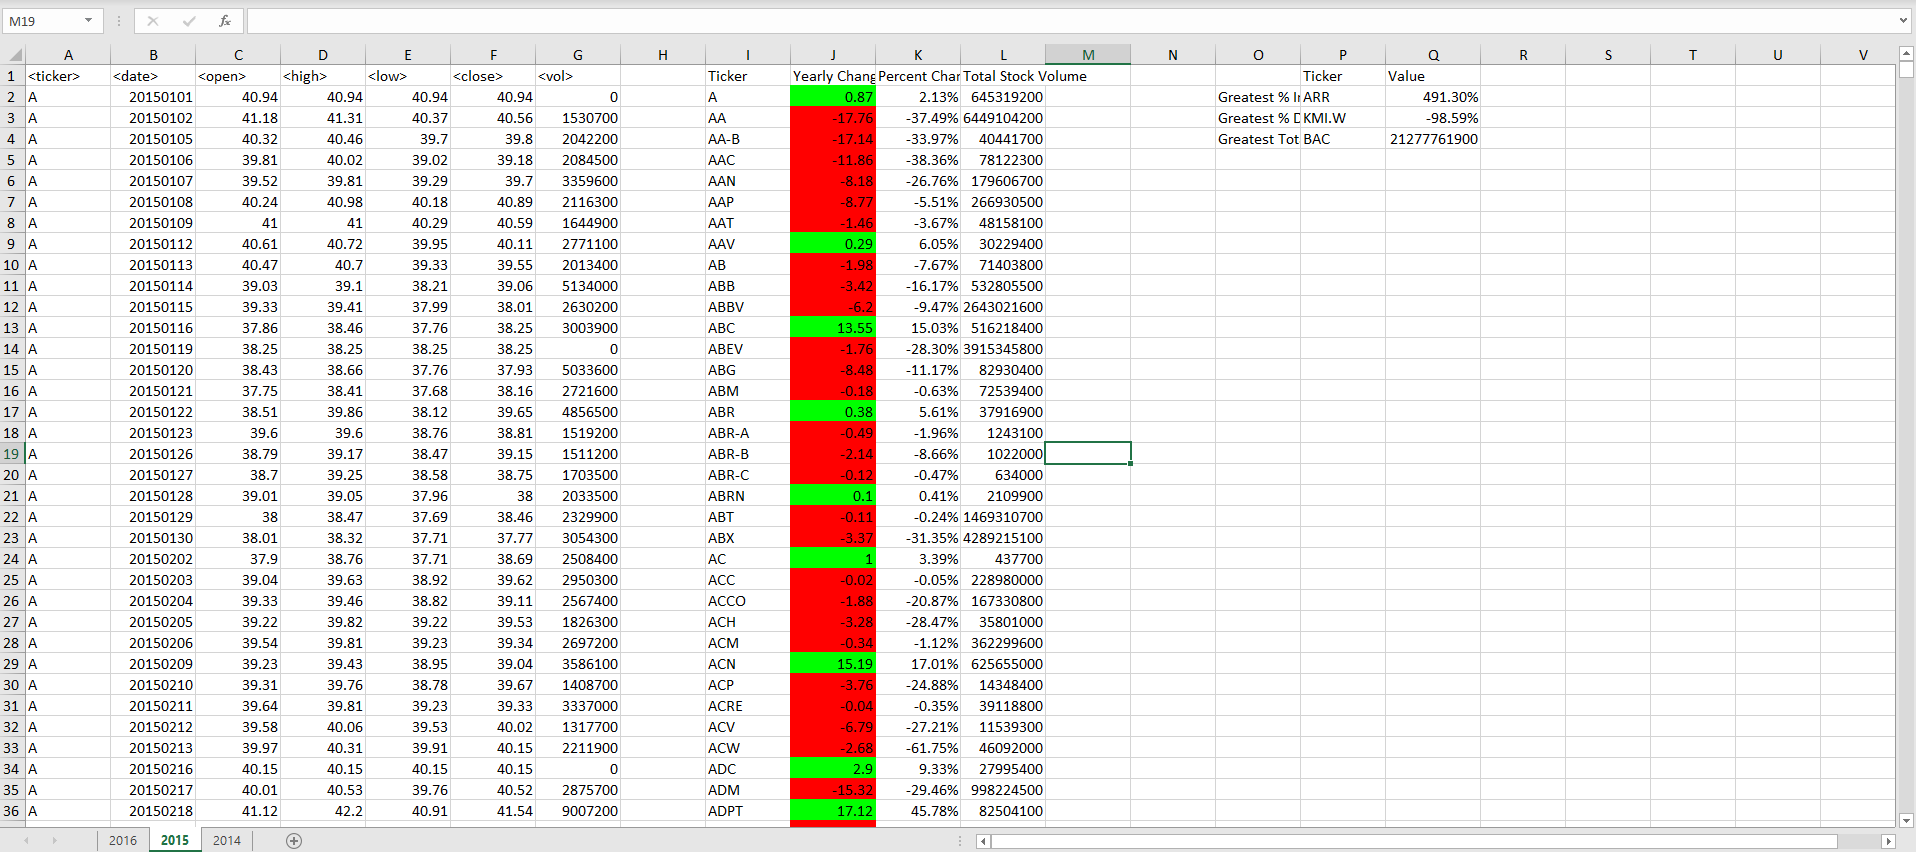 M19 fx
A B C D E F G H I J K L M N O P Q R S T U V
1 <ticker> <date> <open> <high> <low> <close> <vol> Ticker Yearly Chang Percent Char Total Stock Volume Ticker Value
2 A 20150101 40.94 40.94 40.94 40.94 0 A 0.87 2.13% 645319200 Greatest % I ARR 491.30%
3 A 20150102 41.18 41.31 40.37 40.56 1530700 AA -17.76 -37.49% 6449104200 Greatest % D KMI.W -98.59%
4 A 20150105 40.32 40.46 39.7 39.8 2042200 AA-B -17.14 -33.97% 40441700 Greatest Tot BAC 21277761900
5 A 20150106 39.81 40.02 39.02 39.18 2084500 AAC -11.86 -38.36% 78122300
6 A 20150107 39.52 39.81 39.29 39.7 3359600 AAN -8.18 -26.76% 179606700
7 A 20150108 40.24 40.98 40.18 40.89 2116300 AAP -8.77 -5.51% 266930500
8 A 20150109 41 41 40.29 40.59 1644900 AAT -1.46 -3.67% 48158100
9 A 20150112 40.61 40.72 39.95 40.11 2771100 AAV 0.29 6.05% 30229400
10 A 20150113 40.47 40.7 39.33 39.55 2013400 AB -1.98 -7.67% 71403800
11 A 20150114 39.03 39.1 38.21 39.06 5134000 ABB -3.42 -16.17% 532805500
12 A 20150115 39.33 39.41 37.99 38.01 2630200 ABBV -6.2 -9.47% 2643021600
13 A 20150116 37.86 38.46 37.76 38.25 3003900 ABC 13.55 15.03% 516218400
14 A 20150119 38.25 38.25 38.25 38.25 0 ABEV -1.76 -28.30% 3915345800
15 A 20150120 38.43 38.66 37.76 37.93 5033600 ABG -8.48 -11.17% 82930400
16 A 20150121 37.75 38.41 37.68 38.16 2721600 ABM -0.18 -0.63% 72539400
17 A 20150122 38.51 39.86 38.12 39.65 4856500 ABR 0.38 5.61% 37916900
18 A 20150123 39.6 39.6 38.76 38.81 1519200 ABR-A -0.49 -1.96% 1243100
19 A 20150126 38.79 39.17 38.47 39.15 1511200 ABR-B -2.14 -8.66% 1022000
20 A 20150127 38.7 39.25 38.58 38.75 1703500 ABR-C -0.12 -0.47% 634000
21 A 20150128 39.01 39.05 37.96 38 2033500 ABRN 0.1 0.41% 2109900
22 A 20150129 38 38.47 37.69 38.46 2329900 ABT -0.11 -0.24% 1469310700
23 A 20150130 38.01 38.32 37.71 37.77 3054300 ABX -3.37 -31.35% 4289215100
24 A 20150202 37.9 38.76 37.71 38.69 2508400 AC 1 3.39% 437700
25 A 20150203 39.04 39.63 38.92 39.62 2950300 ACC -0.02 -0.05% 228980000
26 A 20150204 39.33 39.46 38.82 39.11 2567400 ACCO -1.88 -20.87% 167330800
27 A 20150205 39.22 39.82 39.22 39.53 1826300 ACH -3.28 -28.47% 35801000
28 A 20150206 39.54 39.81 39.23 39.34 2697200 ACM -0.34 -1.12% 362299600
29 A 20150209 39.23 39.43 38.95 39.04 3586100 ACN 15.19 17.01% 625655000
30 A 20150210 39.31 39.76 38.78 39.67 1408700 ACP -3.76 -24.88% 14348400
31 A 20150211 39.64 39.81 39.23 39.33 3337000 ACRE -0.04 -0.35% 39118800
32 A 20150212 39.58 40.06 39.53 40.02 1317700 ACV -6.79 -27.21% 11539300
33 A 20150213 39.97 40.31 39.91 40.15 2211900 ACW -2.68 -61.75% 46092000
34 A 20150216 40.15 40.15 40.15 40.15 0 ADC 2.9 9.33% 27995400
35 A 20150217 40.01 40.53 39.76 40.52 2875700 ADM -15.32 -29.46% 998224500
36 A 20150218 41.12 42.2 40.91 41.54 9007200 ADPT 17.12 45.78% 82504100
2016 2015 2014